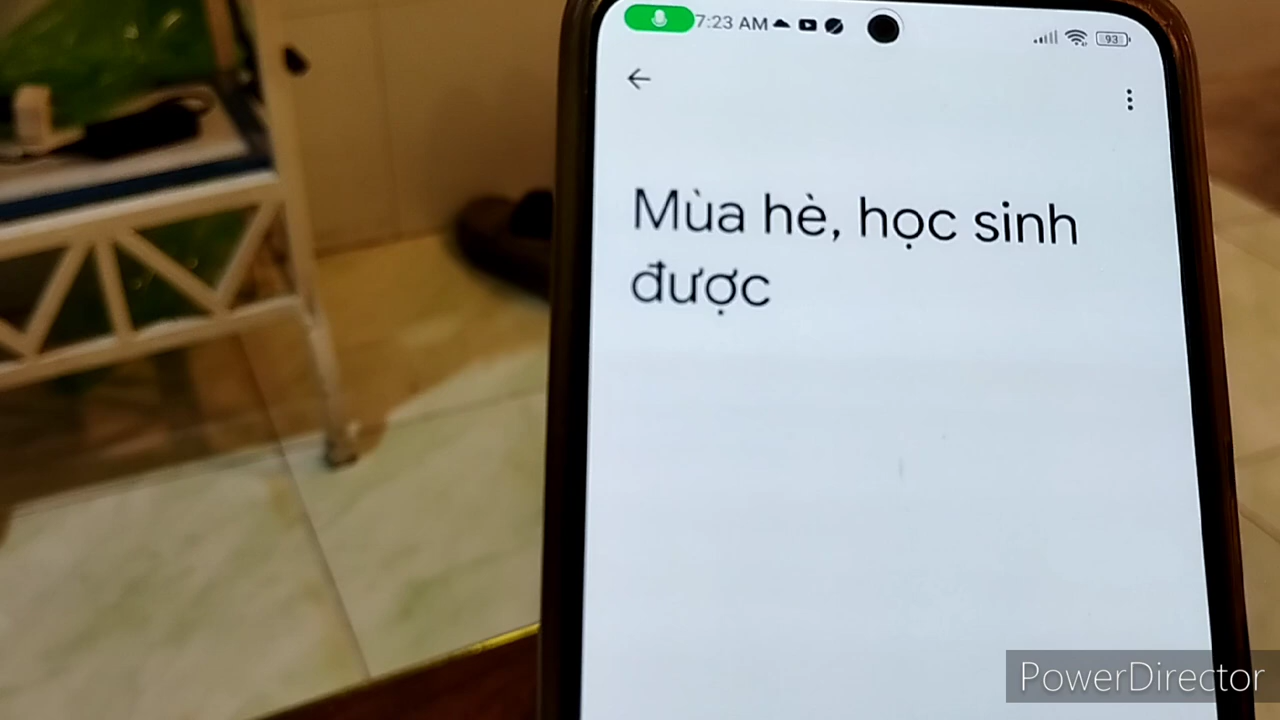 7:23 AM
93
Mùa hè, học sinh
được
PowerDirector